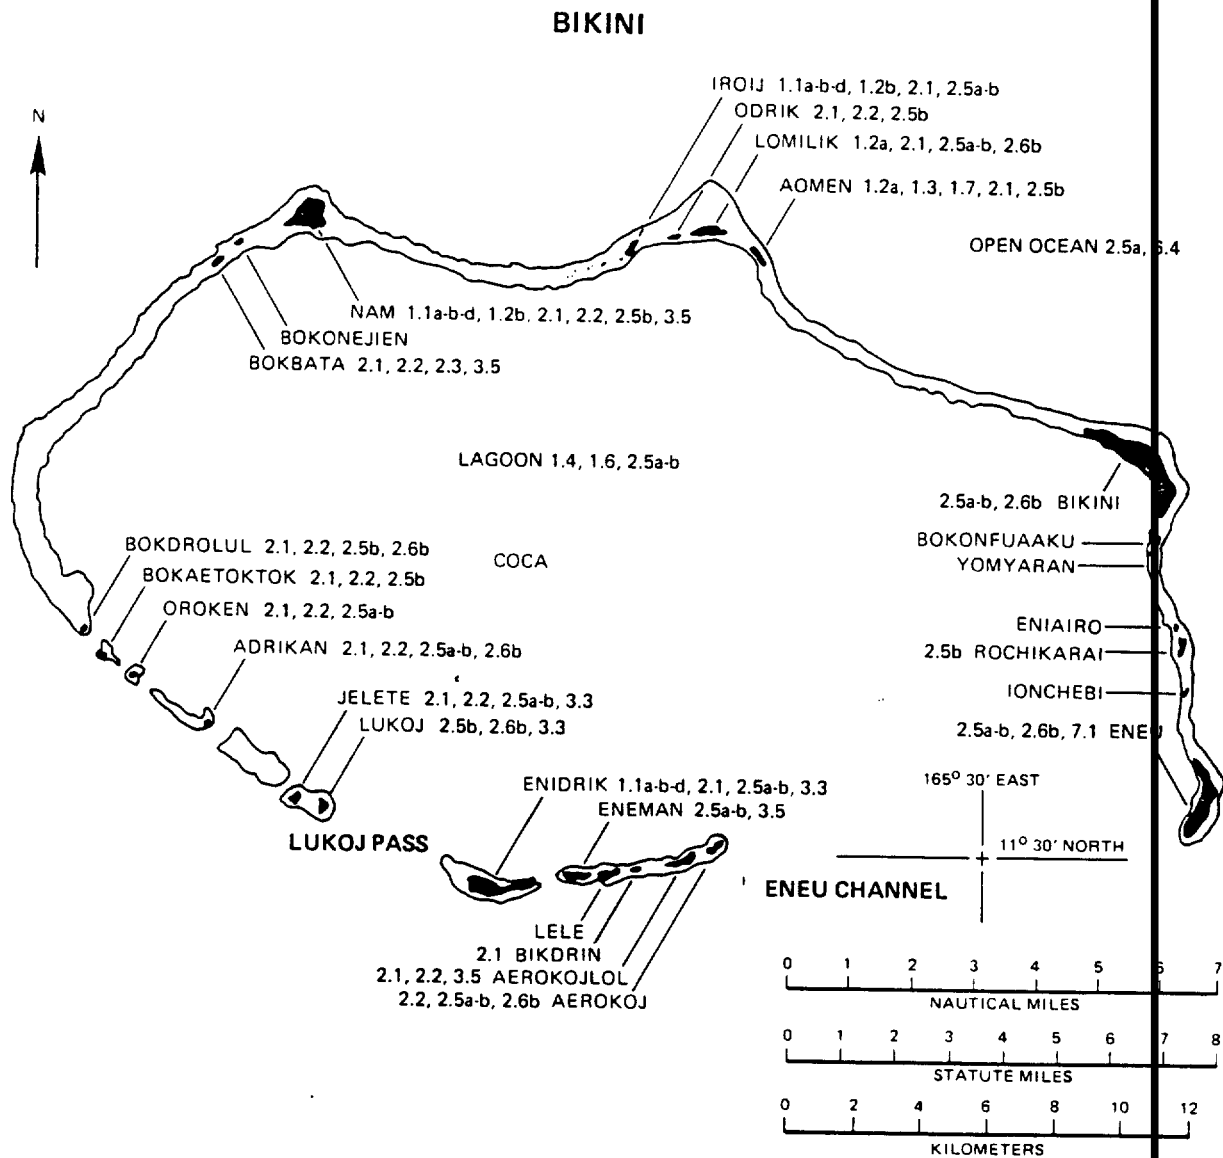 BIKINI
IROIJ 1.1a-b-d, 1.2b, 2.1, 2.5a-b
ODRIK 2.1, 2.2, 2.5b
LOMILIK 1.2a, 2.1, 2.5a-b, 2.6b
AOMEN 1.2a, 1.3, 1.7, 2.1, 2.5b
N
OPEN OCEAN 2.5a, 6.4
NAM 1.1a-b-d, 1.2b, 2.1, 2.2, 2.5b, 3.5
BOKONEJIEN
BOKBATA 2.1, 2.2, 2.3, 3.5
LAGOON 1.4, 1.6, 2.5a-b
2.5a-b, 2.6b BIKINI
BOKONFUAAKU
YOMYARAN
BOKDROLUL 2.1, 2.2, 2.5b, 2.6b
COCA
BOKAETOKTOK 2.1, 2.2, 2.5b
OROKEN 2.1, 2.2, 2.5a-b
ENIAIRO
ADRIKAN 2.1, 2.2, 2.5a-b, 2.6b
2.5b ROCHIKARAI
JELETE 2.1, 2.2, 2.5a-b, 3.3
IONCHEBI
LUKOJ 2.5b, 2.6b, 3.3
2.5a-b, 2.6b, 7.1 ENEU
ENIDRIK 1.1a-b-d, 2.1, 2.5a-b, 3.3
165° 30' EAST
ENEMAN 2.5a-b, 3.5
LUKOJ PASS
11° 30' NORTH
ENEU CHANNEL
LELE
2.1 BIKDRIN
2.1, 2.2, 3.5 AEROKOJLOL
2.2, 2.5a-b, 2.6b AEROKOJ
0 1 2 3 4 5 6 7
NAUTICAL MILES
0 1 2 3 4 5 6 7 8
STATUTE MILES
0 2 4 6 8 10 12
KILOMETERS